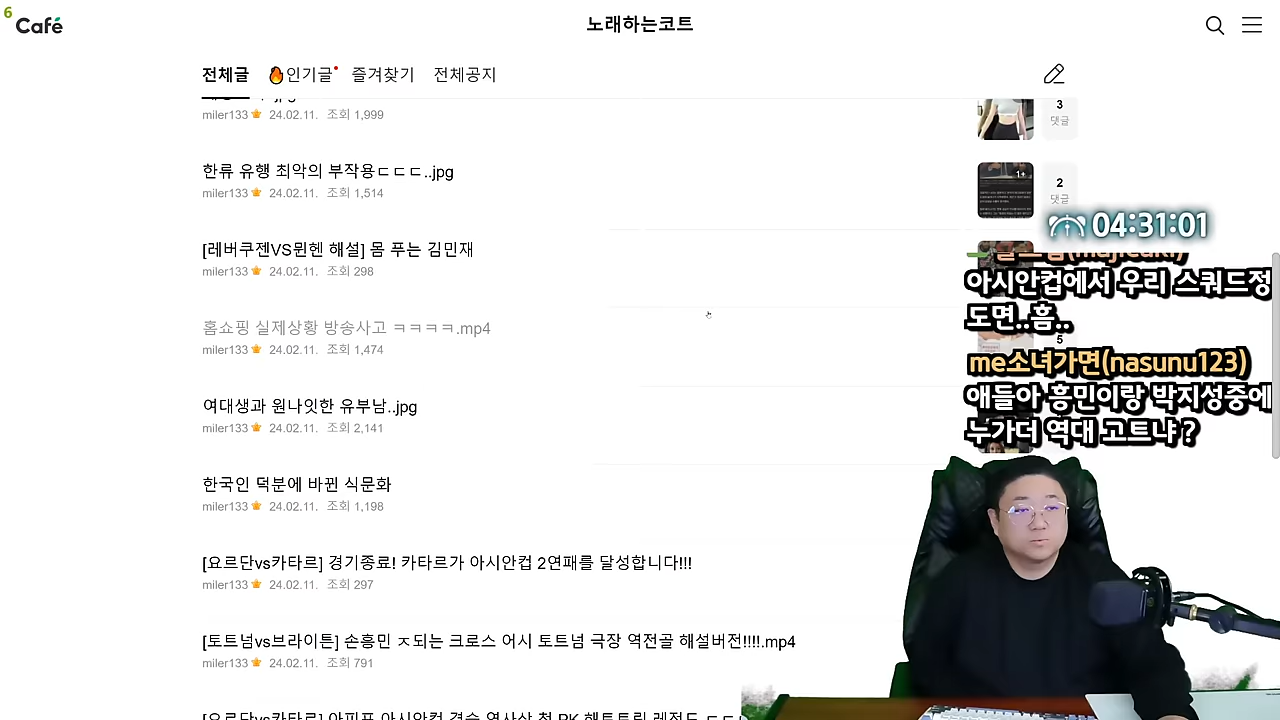 6
Café
노래하는코트
전체글 🔥인기글 즐겨찾기 전체공지
miler133 24.02.11. 조회 1,999
3
댓글
한류 유행 최악의 부작용ㄷㄷㄷ..jpg
miler133 24.02.11. 조회 1,514
1+
2
댓글
04:31:01
[레버쿠젠VS뮌헨 해설] 몸 푸는 김민재
miler133 24.02.11. 조회 298
아시안컵에서 우리 스쿼드정
도면..흠..
홈쇼핑 실제상황 방송사고 ㅋㅋㅋㅋ.mp4
miler133 24.02.11. 조회 1,474
5
me소녀가면(nasunu123)
애들아 흥민이랑 박지성중에
누가더 역대 고트냐 ?
여대생과 원나잇한 유부남..jpg
miler133 24.02.11. 조회 2,141
한국인 덕분에 바뀐 식문화
miler133 24.02.11. 조회 1,198
[요르단vs카타르] 경기종료! 카타르가 아시안컵 2연패를 달성합니다!!!
miler133 24.02.11. 조회 297
[토트넘vs브라이튼] 손흥민 ㅈ되는 크로스 어시 토트넘 극장 역전골 해설버전!!!!.mp4
miler133 24.02.11. 조회 791